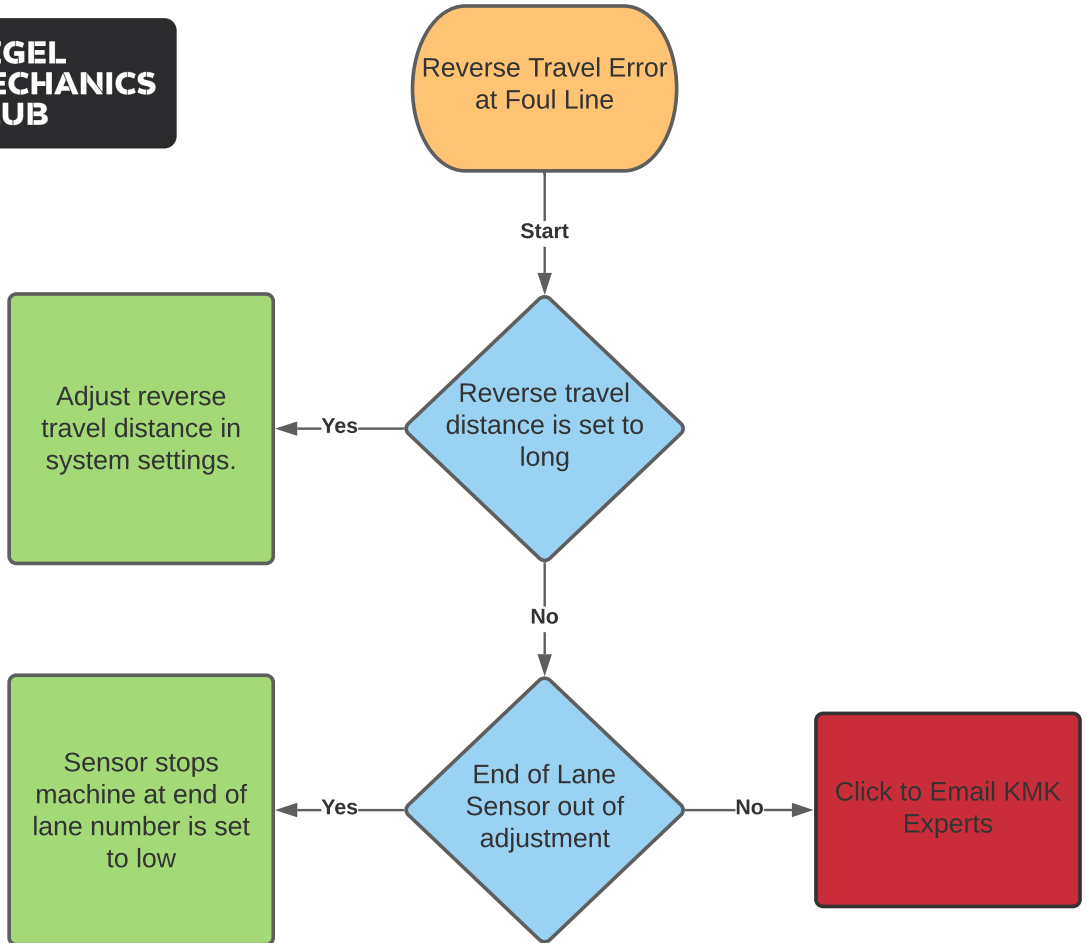 EGEL
ECHANICS
UB
Reverse Travel Error
at Foul Line
Start
Reverse travel
distance is set to
long
Yes
Adjust reverse
travel distance in
system settings.
No
End of Lane
Sensor out of
adjustment
Yes
Sensor stops
machine at end of
lane number is set
to low
No
Click to Email KMK
Experts